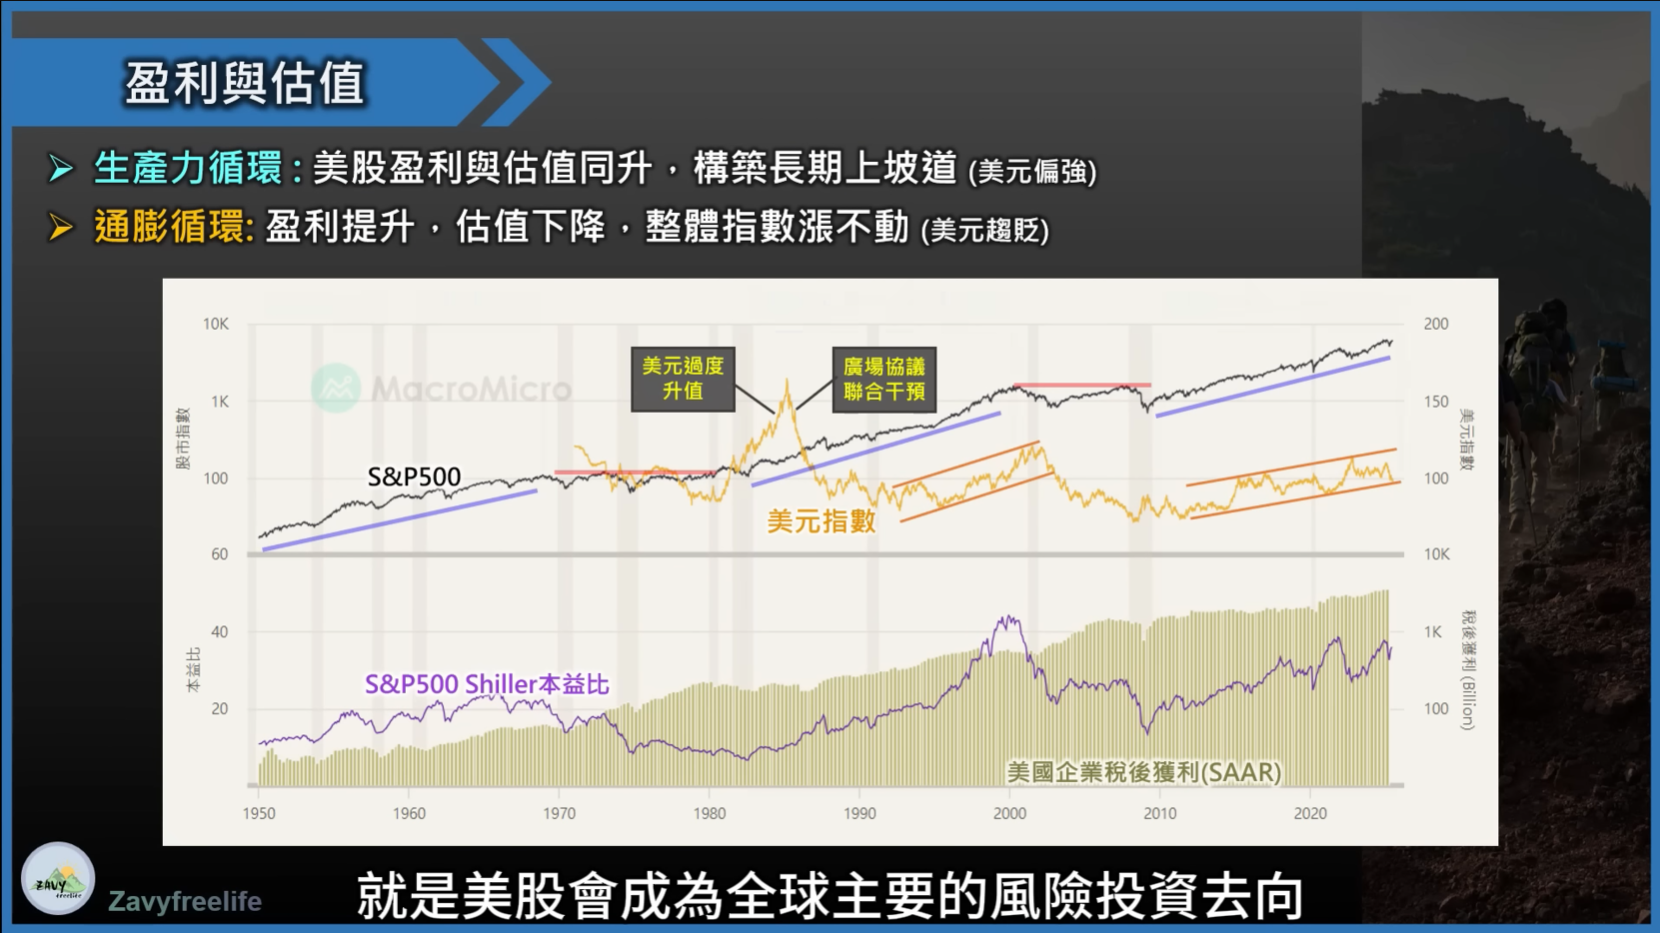 盈利與估值
生產力循環 : 美股盈利與估值同升，構築長期上坡道 (美元偏強)
通膨循環: 盈利提升，估值下降，整體指數漲不動 (美元趨貶)
10K
200
美元過度
升值
廣場協議
聯合干預
MacroMicro
1K
150
股市指數
美元指數
S&P500
100
100
美元指數
60
10K
40
1K
本益比
稅後獲利 (Billion)
S&P500 Shiller本益比
20
100
美國企業稅後獲利(SAAR)
1950 1960 1970 1980 1990 2000 2010 2020
ZAVY
freelife
Zavyfreelife
就是美股會成為全球主要的風險投資去向